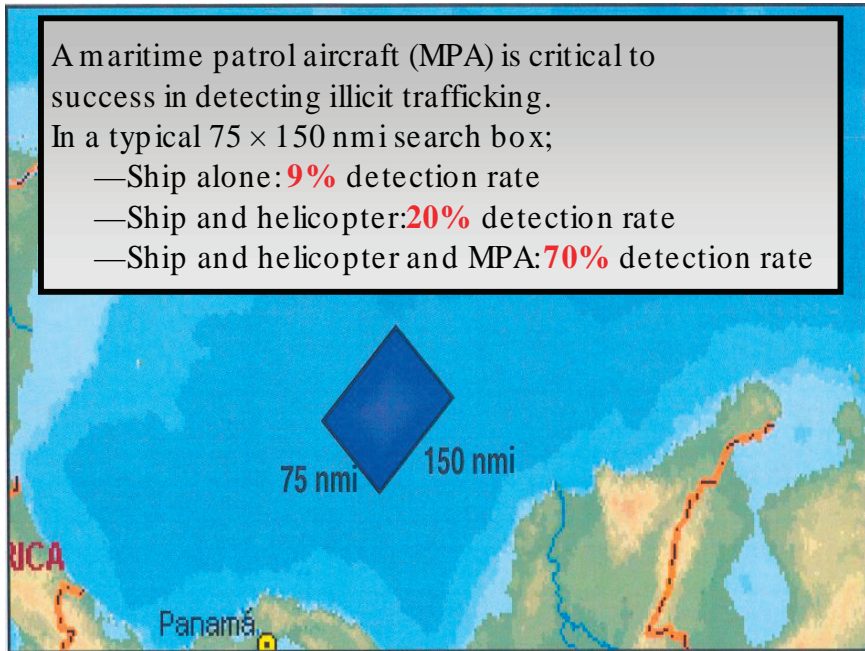 A maritime patrol aircraft (MPA) is critical to
success in detecting illicit trafficking.
In a typical 75 × 150 nmi search box;
—Ship alone: 9% detection rate
—Ship and helicopter:20% detection rate
—Ship and helicopter and MPA:70% detection rate
75 nmi
150 nmi
RICA
Panamá